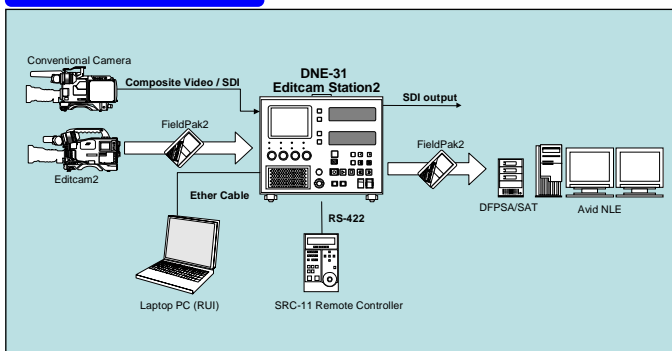 Conventional Camera
Composite Video / SDI
DNE-31
Editcam Station2
SDI output
FieldPak2
FieldPak2
Editcam2
Ether Cable
RS-422
DFPSA/SAT
Avid NLE
Laptop PC (RUI)
SRC-11 Remote Controller